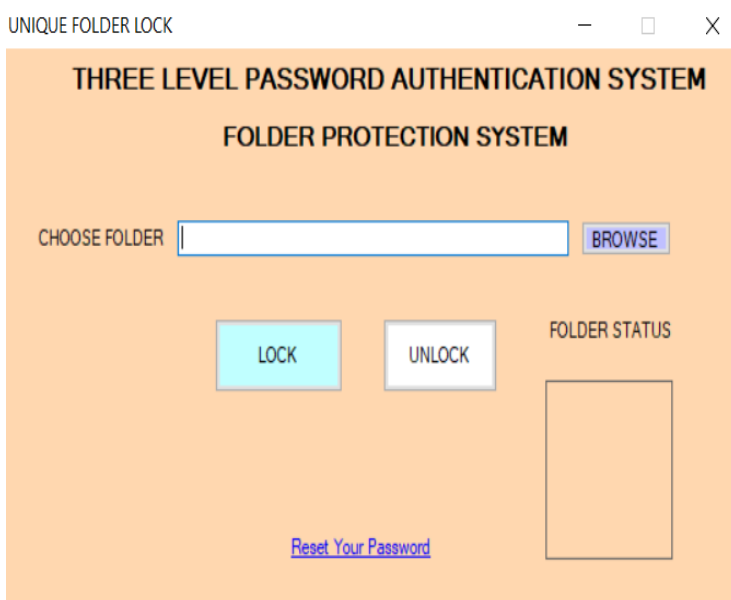 UNIQUE FOLDER LOCK
THREE LEVEL PASSWORD AUTHENTICATION SYSTEM
FOLDER PROTECTION SYSTEM
CHOOSE FOLDER
BROWSE
LOCK
UNLOCK
FOLDER STATUS
Reset Your Password